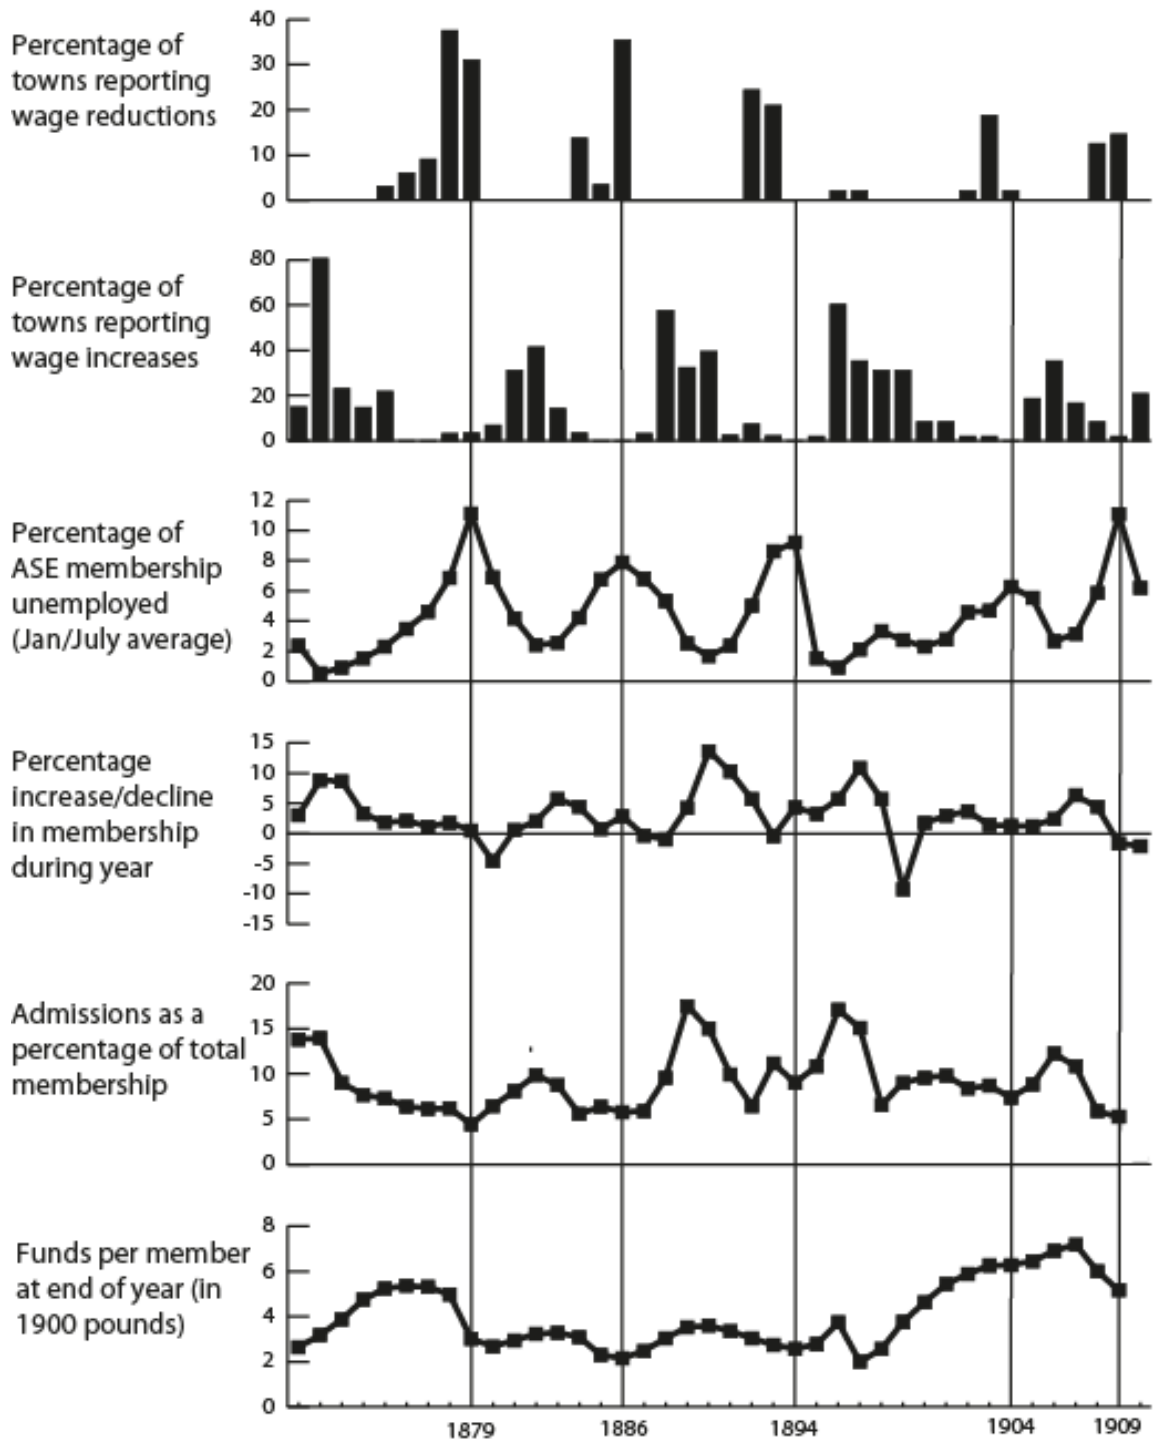 Percentage of
towns reporting
wage reductions
40
30
20
10
0
Percentage of
towns reporting
wage increases
80
60
40
20
0
Percentage of
ASE membership
unemployed
(Jan/July average)
12
10
8
6
4
2
0
Percentage
increase/decline
in membership
during year
15
10
5
0
-5
-10
-15
Admissions as a
percentage of total
membership
20
15
10
5
0
Funds per member
at end of year (in
1900 pounds)
8
6
4
2
0
1879 1886 1894 1904 1909